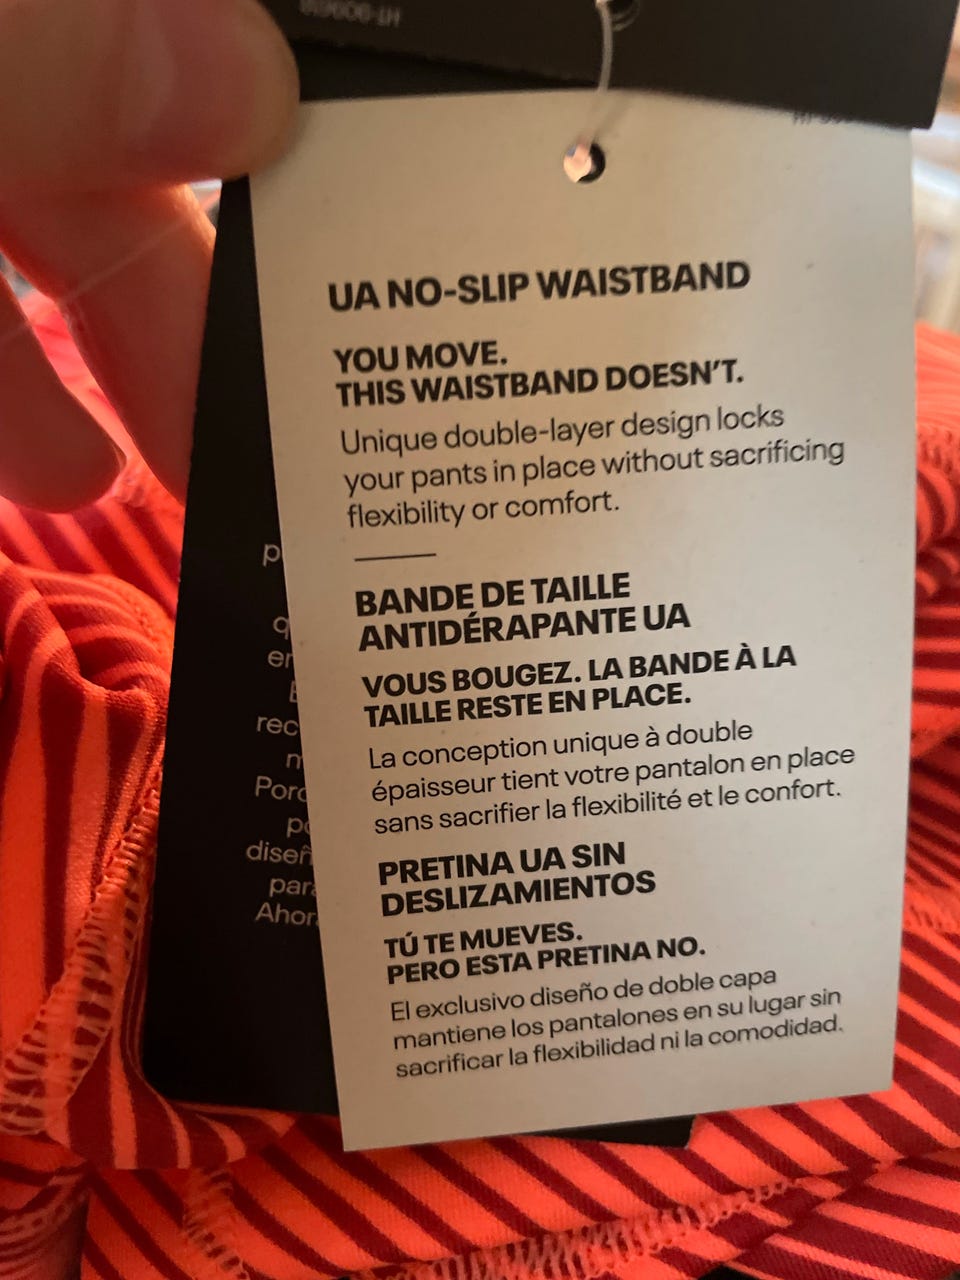 UA NO-SLIP WAISTBAND
YOU MOVE.
THIS WAISTBAND DOESN'T.
Unique double-layer design locks
your pants in place without sacrificing
flexibility or comfort.
BANDE DE TAILLE
ANTIDÉRAPANTE UA
VOUS BOUGEZ. LA BANDE À LA
TAILLE RESTE EN PLACE.
La conception unique à double
épaisseur tient votre pantalon en place
sans sacrifier la flexibilité et le confort.
PRETINA UA SIN
DESLIZAMIENTOS
TÚ TE MUEVES.
PERO ESTA PRETINA NO.
El exclusivo diseño de doble capa
mantiene los pantalones en su lugar sin
sacrificar la flexibilidad ni la comodidad.